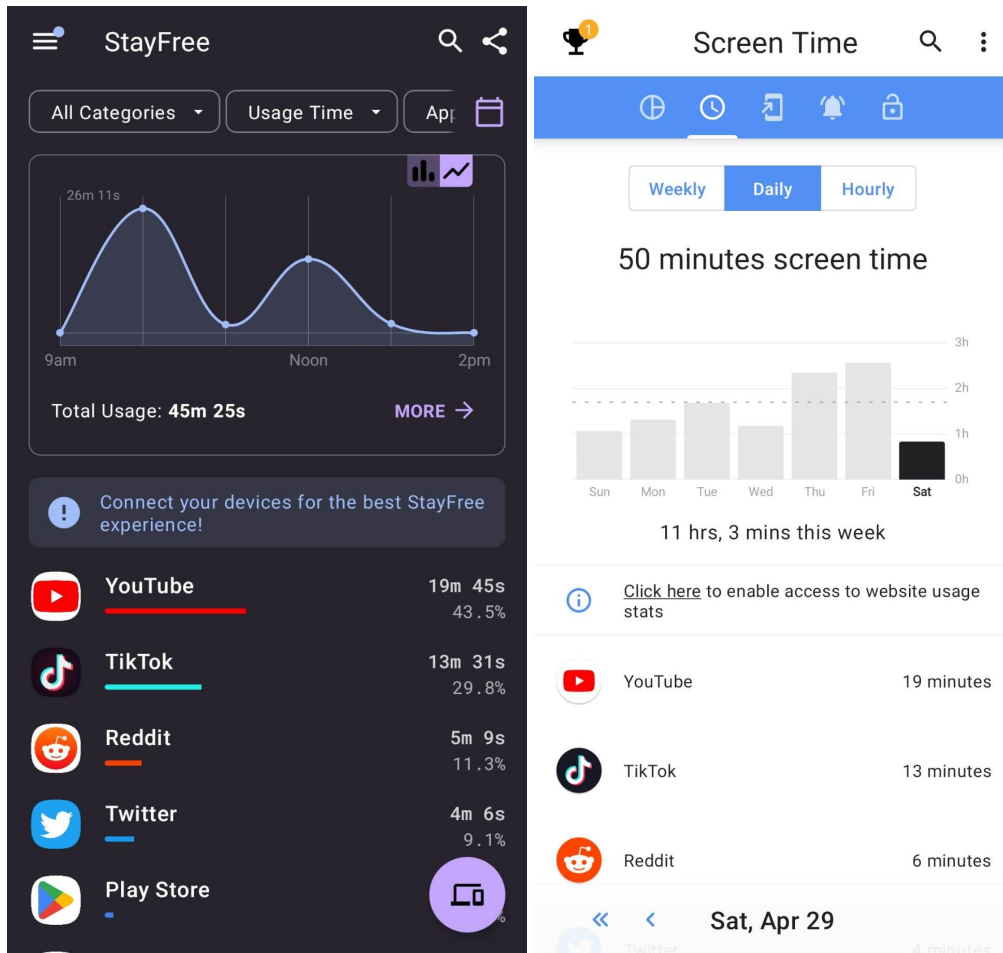 StayFree
All Categories
Usage Time
App
26m 11s
9am
Noon
2pm
Total Usage: 45m 25s
MORE
Connect your devices for the best StayFree
experience!
YouTube
19m 45s
43.5%
TikTok
13m 31s
29.8%
Reddit
5m 9s
11.3%
Twitter
4m 6s
9.1%
Play Store
%
1
Screen Time
Weekly
Daily
Hourly
50 minutes screen time
3h
2h
1h
0h
Sun
Mon
Tue
Wed
Thu
Fri
Sat
11 hrs, 3 mins this week
Click here to enable access to website usage
stats
YouTube
19 minutes
TikTok
13 minutes
Reddit
6 minutes
Sat, Apr 29
Twitter
4 minutes